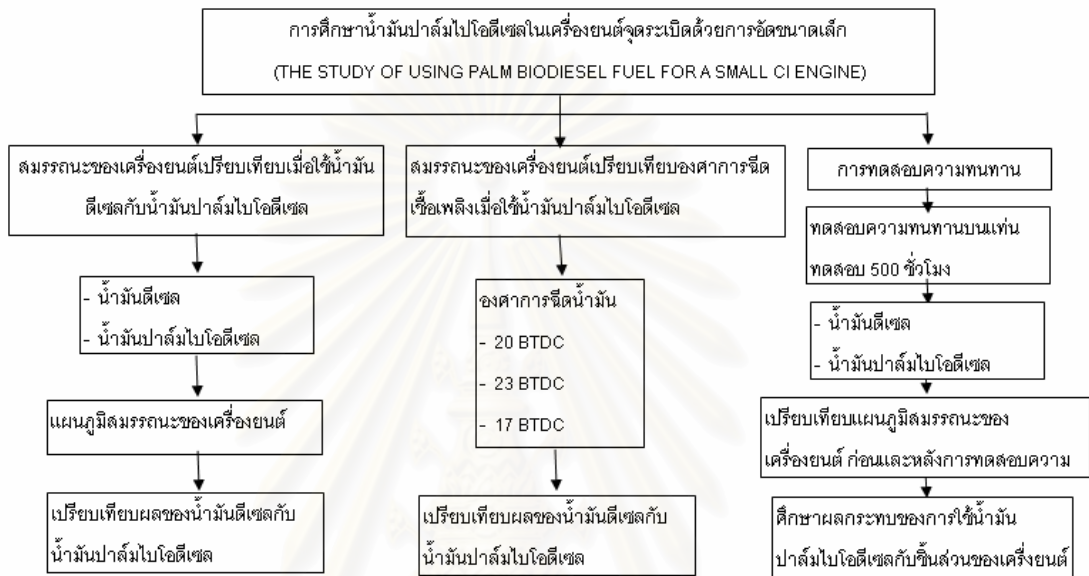 การศึกษาน้ำมันปาล์มไปโอดีเซลในเครื่องยนต์จุดระเบิดด้วยการอัดขนาดเล็ก
(THE STUDY OF USING PALM BIODIESEL FUEL FOR A SMALL CI ENGINE)
สมรรถนะของเครื่องยนต์เปรียบเทียบเมื่อใช้น้ำมัน
ดีเซลกับน้ำมันปาล์มไบโอดีเซล
- น้ำมันดีเซล
- น้ำมันปาล์มไบโอดีเซล
แผนภูมิสมรรถนะของเครื่องยนต์
เปรียบเทียบผลของน้ำมันดีเซลกับ
น้ำมันปาล์มไบโอดีเซล
สมรรถนะของเครื่องยนต์เปรียบเทียบองศาการฉีด
เชื้อเพลิงเมื่อใช้น้ำมันปาล์มไบโอดีเซล
องศาการฉีดน้ำมัน
- 20 BTDC
- 23 BTDC
- 17 BTDC
เปรียบเทียบผลของน้ำมันดีเซลกับ
น้ำมันปาล์มไบโอดีเซล
การทดสอบความทนทาน
ทดสอบความทนทานบนแท่น
ทดสอบ 500 ชั่วโมง
- น้ำมันดีเซล
- น้ำมันปาล์มไบโอดีเซล
เปรียบเทียบแผนภูมิสมรรถนะของ
เครื่องยนต์ ก่อนและหลังการทดสอบความ
ศึกษาผลกระทบของการใช้น้ำมัน
ปาล์มไบโอดีเซลกับชิ้นส่วนของเครื่งยนต์